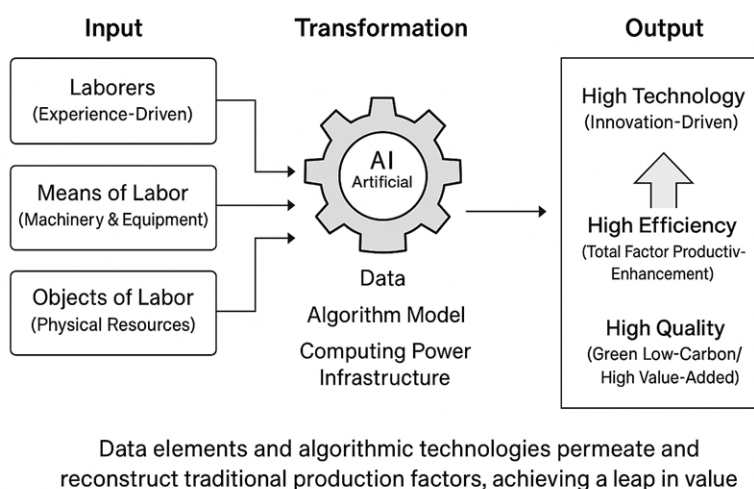 Input
Laborers
(Experience-Driven)
Means of Labor
(Machinery & Equipment)
Objects of Labor
(Physical Resources)
Transformation
AI
Artificial
Data
Algorithm Model
Computing Power
Infrastructure
Output
High Technology
(Innovation-Driven)
High Efficiency
(Total Factor Productiv-
Enhancement)
High Quality
(Green Low-Carbon/
High Value-Added)
Data elements and algorithmic technologies permeate and
reconstruct traditional production factors, achieving a leap in value